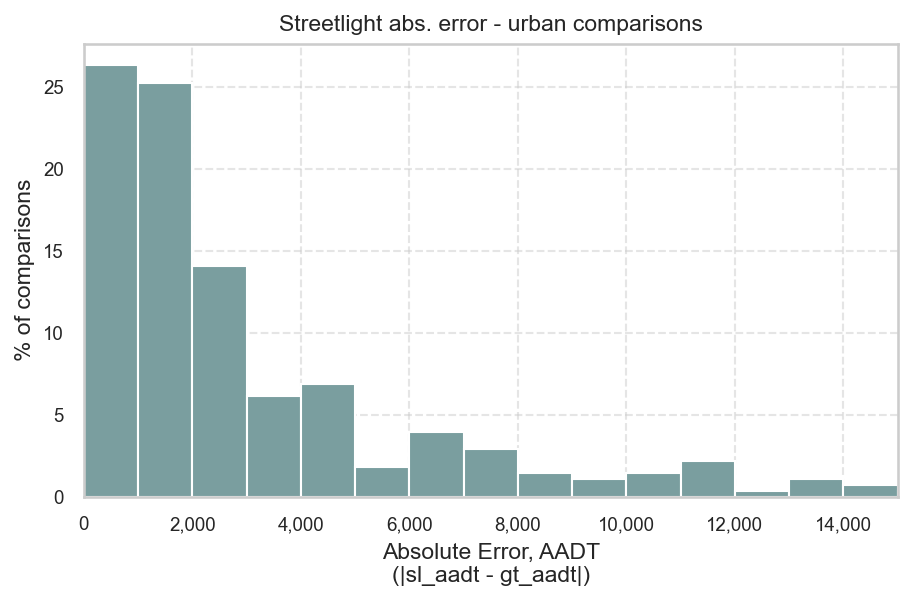 Streetlight abs. error - urban comparisons
% of comparisons
25
20
15
10
5
0
0 2,000 4,000 6,000 8,000 10,000 12,000 14,000
Absolute Error, AADT
(|sl_aadt - gt_aadt|)